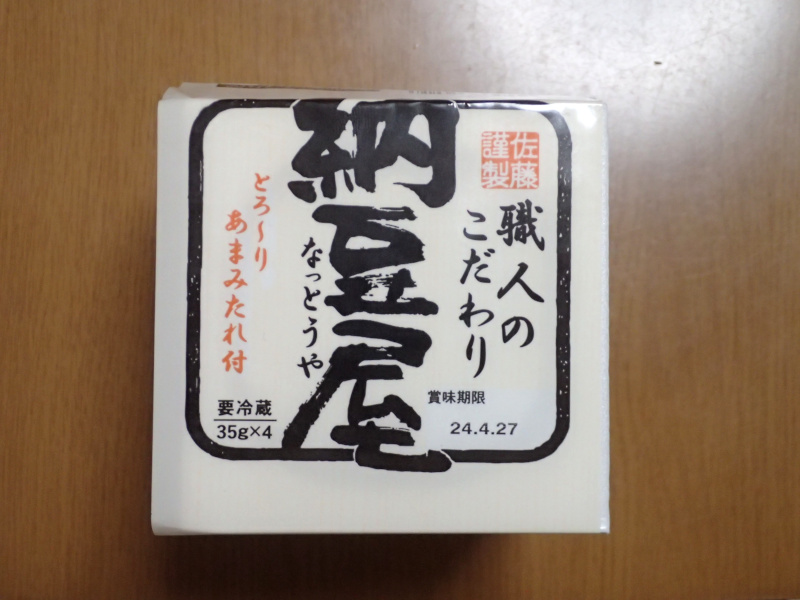 佐藤
謹製
職人の
こだわり
納豆屋
なっとうや
とろ〜り
あまみたれ付
要冷蔵
35g×4
賞味期限
24.4.27